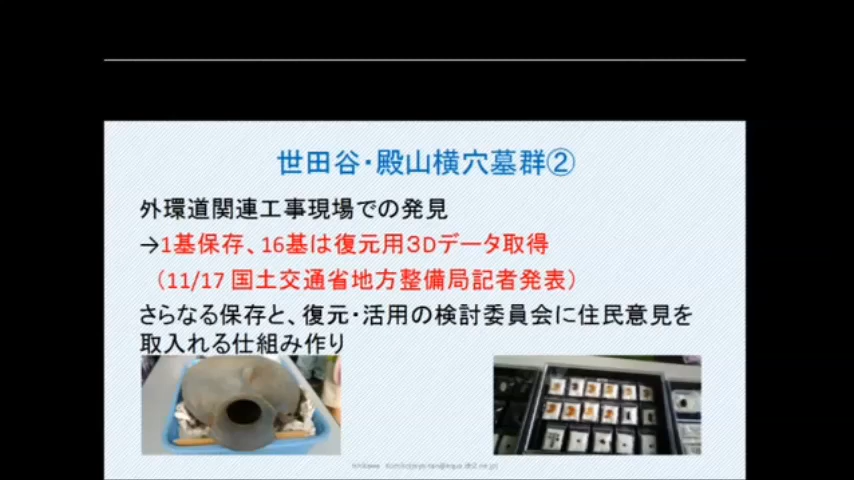 世田谷・殿山横穴墓群②
外環道関連工事現場での発見
→1基保存、16基は復元用3Dデータ取得
（11/17 国土交通省地方整備局記者発表）
さらなる保存と、復元・活用の検討委員会に住民意見を
取入れる仕組み作り